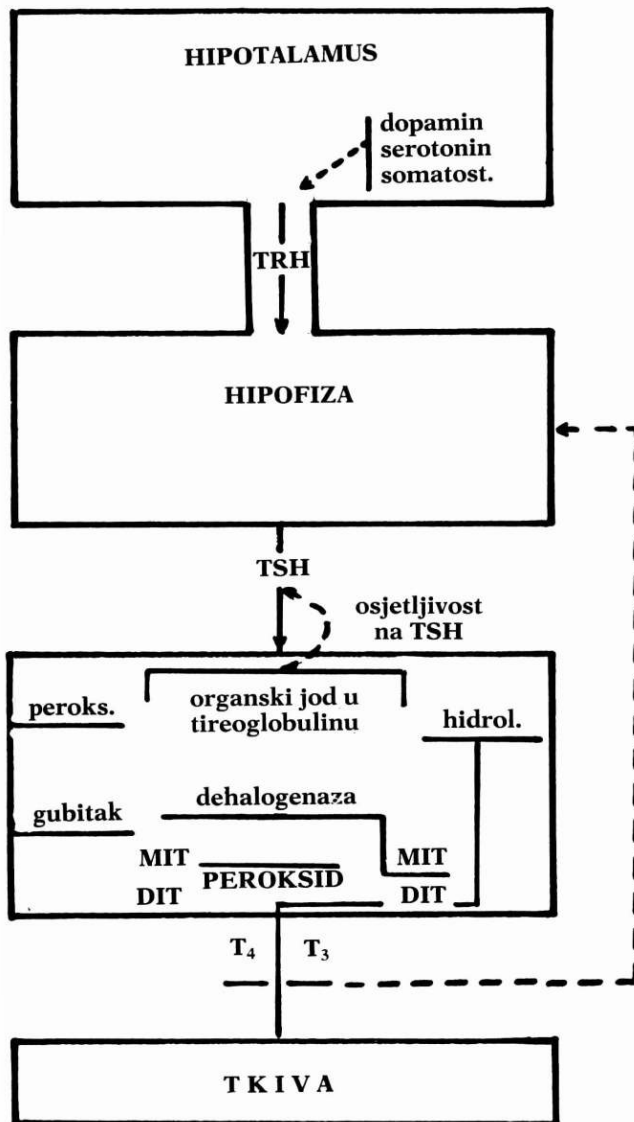 HIPOTALAMUS
dopamin
serotonin
somatost.
TRH
HIPOFIZA
TSH
osjetljivost
na TSH
peroks.
organski jod u
tireoglobulinu
hidrol.
gubitak
dehalogenaza
MIT
PEROKSID
MIT
DIT
DIT
T₄
T₃
TKIVA